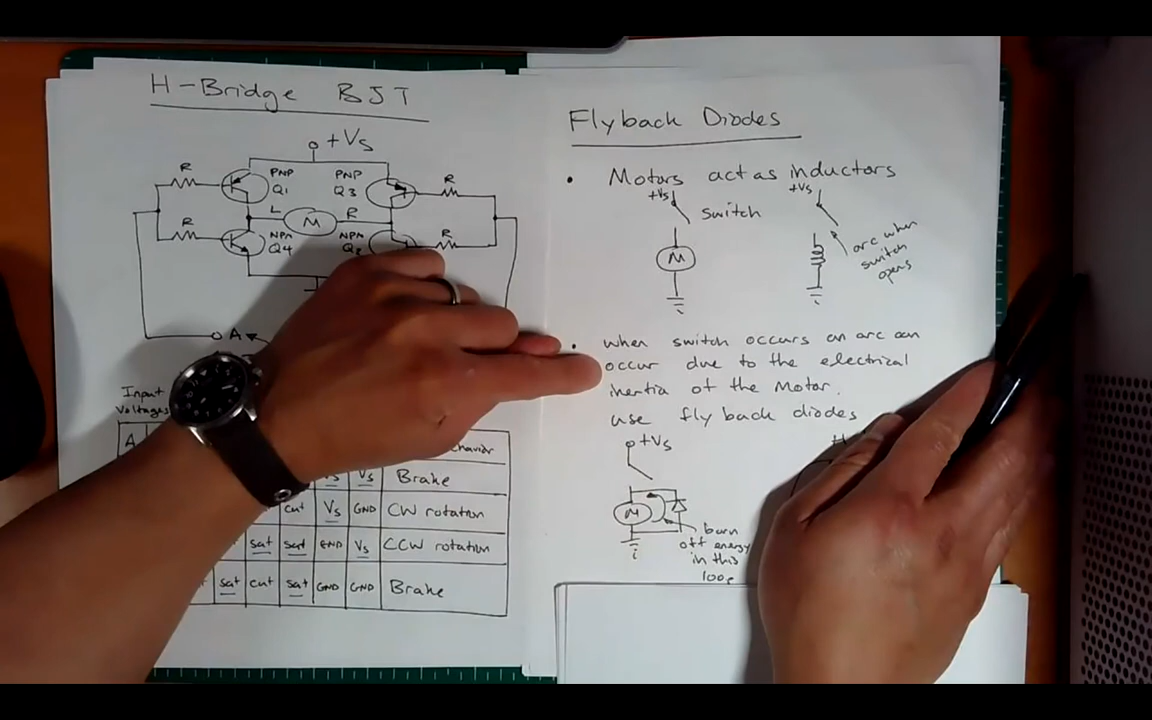 H-Bridge BJT
+Vs
R
PNP
Q1
PNP
Q3
R
L
M
R
R
NPN
Q4
NPN
R
A
Input
Voltages
A
Vs Vs Brake
cut Vs GND CW rotation
sat sat GND Vs CCW rotation
sat cut sat GND GND Brake
Flyback Diodes
• Motors act as inductors
+Vs
switch
M
+Vs
arc when
switch
opens
• when switch occurs an arc can
occur due to the electrical
inertia of the Motor.
use fly back diodes
+Vs
M
burn
off energy
in this
loop